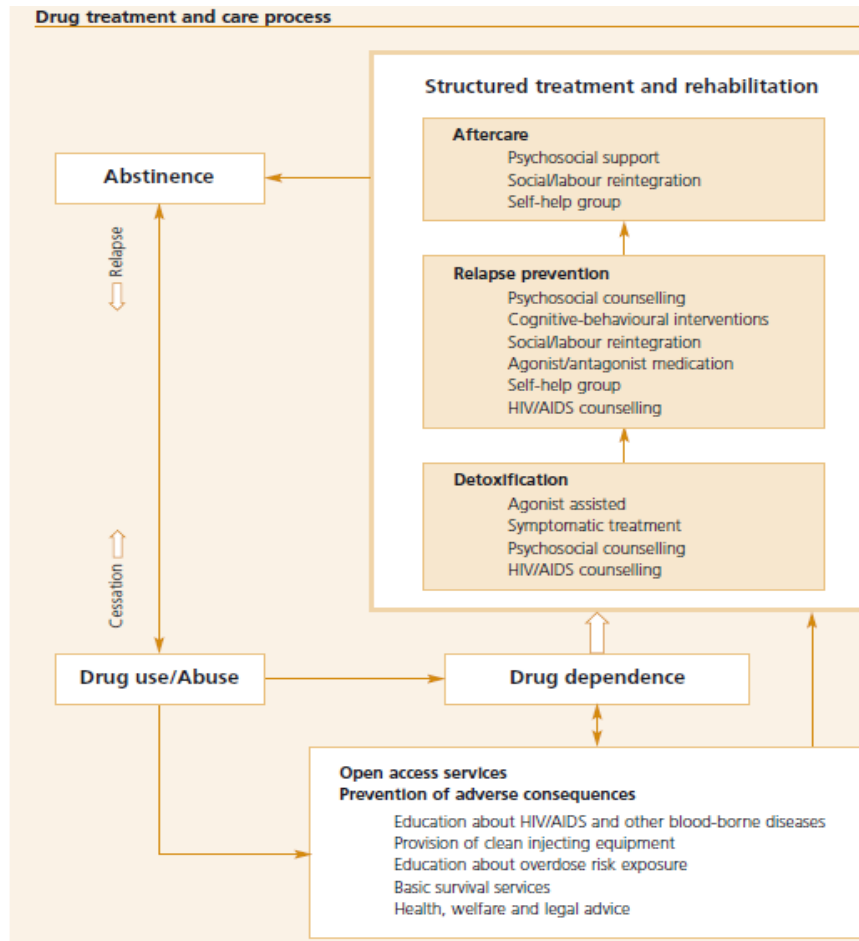 Drug treatment and care process
Structured treatment and rehabilitation
Aftercare
Psychosocial support
Social/labour reintegration
Self-help group
Abstinence
Relapse
Relapse prevention
Psychosocial counselling
Cognitive-behavioural interventions
Social/labour reintegration
Agonist/antagonist medication
Self-help group
HIV/AIDS counselling
Detoxification
Agonist assisted
Symptomatic treatment
Psychosocial counselling
HIV/AIDS counselling
Cessation
Drug use/Abuse
Drug dependence
Open access services
Prevention of adverse consequences
Education about HIV/AIDS and other blood-borne diseases
Provision of clean injecting equipment
Education about overdose risk exposure
Basic survival services
Health, welfare and legal advice